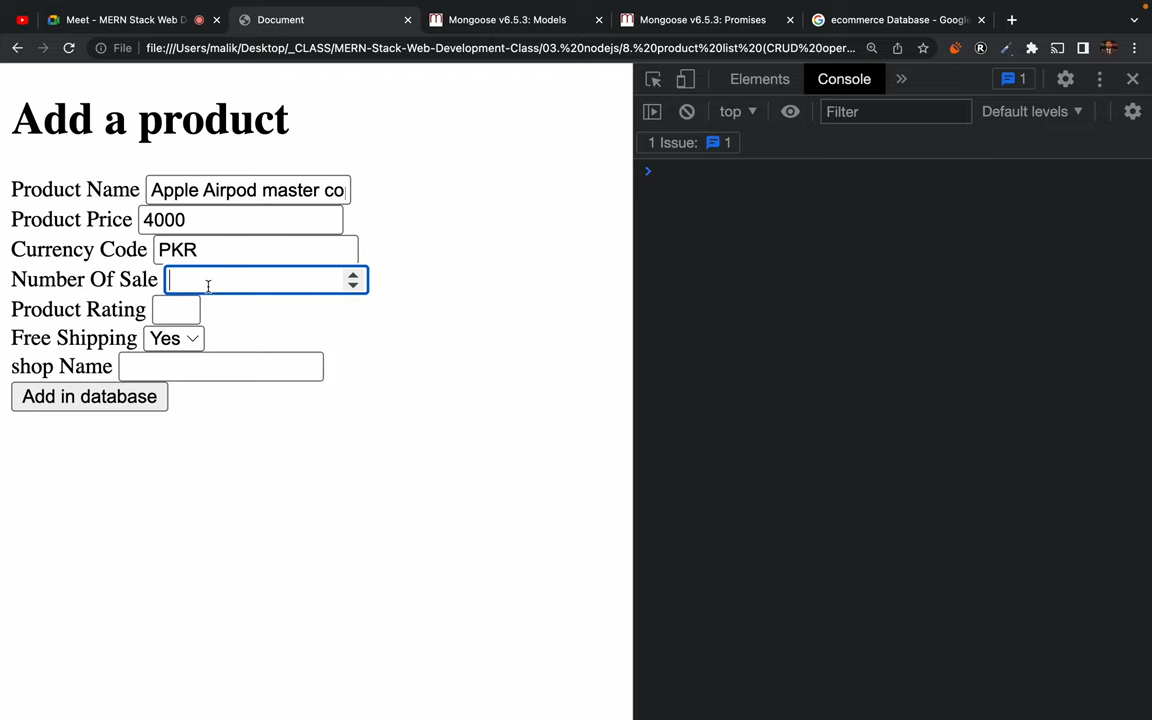 Meet - MERN Stack Web D
Document
Mongoose v6.5.3: Models
Mongoose v6.5.3: Promises
ecommerce Database - Google
File
file:///Users/malik/Desktop/_CLASS/MERN-Stack-Web-Development-Class/03.%20nodejs/8.%20product%20list%20(CRUD%20oper...
Elements
Console
1
top
Filter
Default levels
1 Issue:
1
Add a product
Product Name Apple Airpod master co
Product Price 4000
Currency Code PKR
Number Of Sale
Product Rating
Free Shipping Yes
shop Name
Add in database